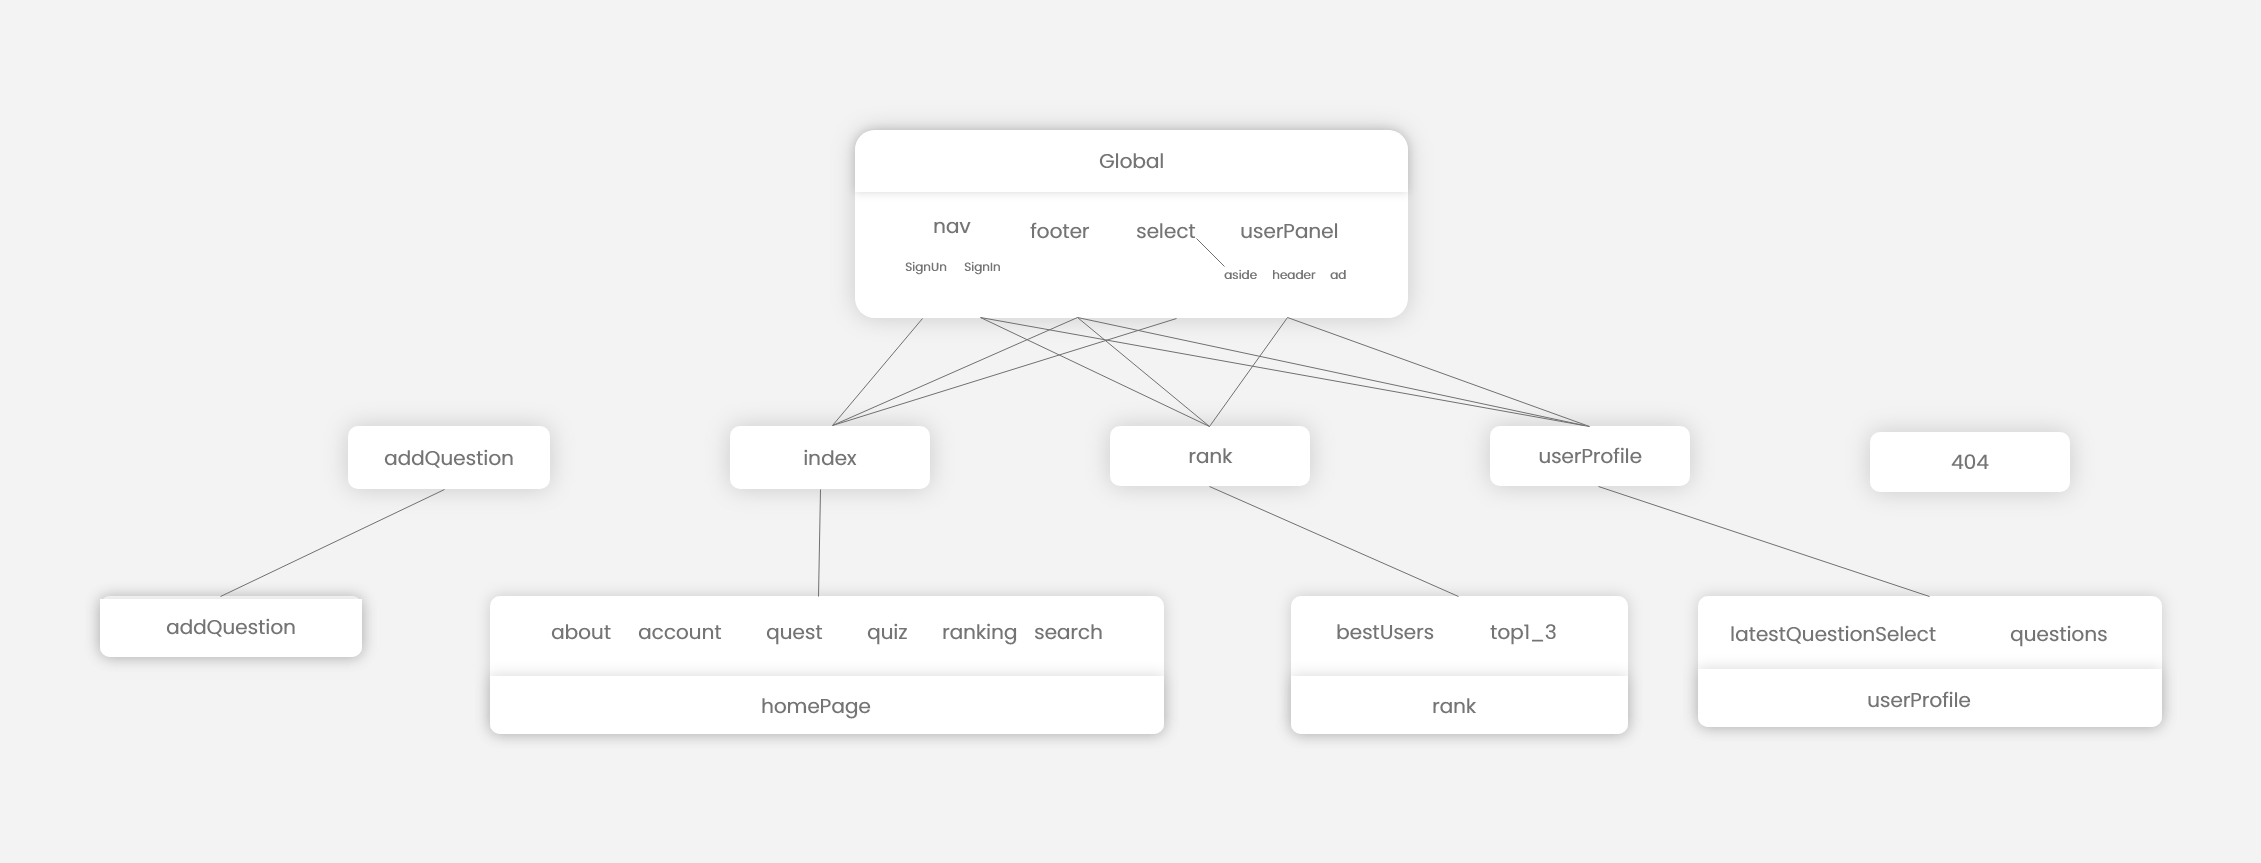 Global
nav footer select userPanel
SignUn SignIn
aside header ad
addQuestion
index
rank
userProfile
404
addQuestion
about account quest quiz ranking search
homePage
bestUsers top1_3
rank
latestQuestionSelect questions
userProfile